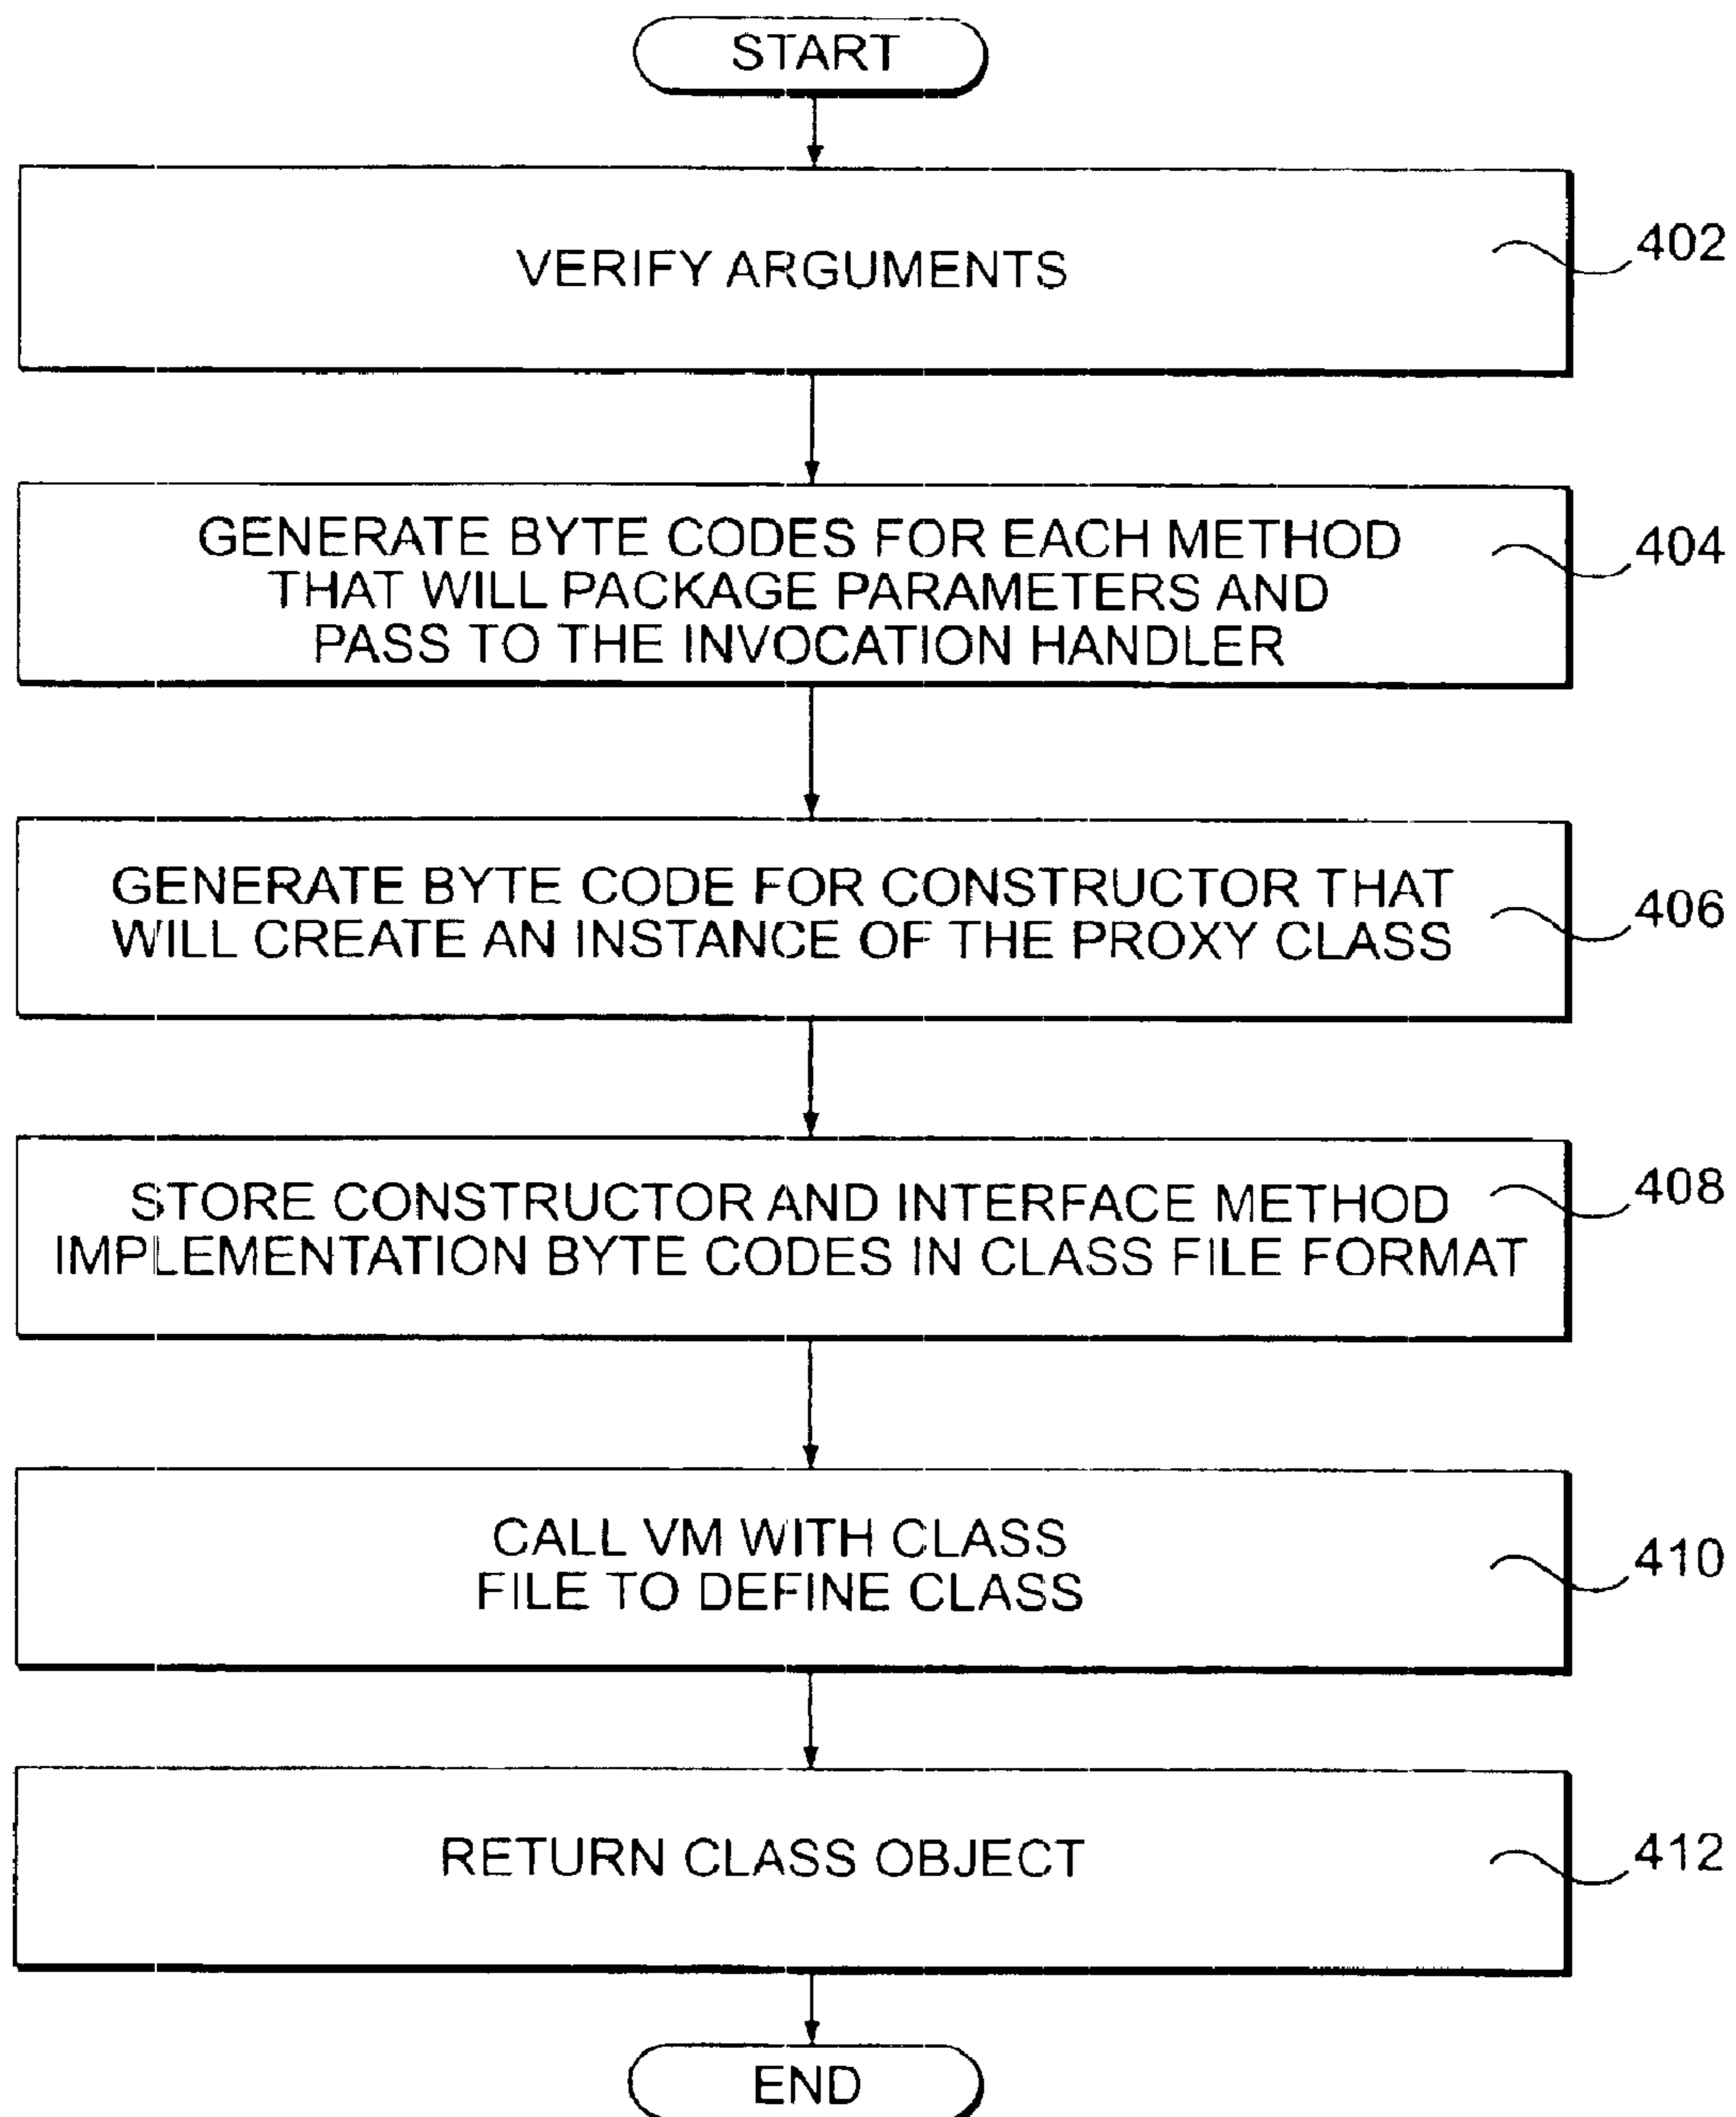 START
VERIFY ARGUMENTS
402
GENERATE BYTE CODES FOR EACH METHOD
THAT WILL PACKAGE PARAMETERS AND
PASS TO THE INVOCATION HANDLER
404
GENERATE BYTE CODE FOR CONSTRUCTOR THAT
WILL CREATE AN INSTANCE OF THE PROXY CLASS
406
STORE CONSTRUCTOR AND INTERFACE METHOD
IMPLEMENTATION BYTE CODES IN CLASS FILE FORMAT
408
CALL VM WITH CLASS
FILE TO DEFINE CLASS
410
RETURN CLASS OBJECT
412
END